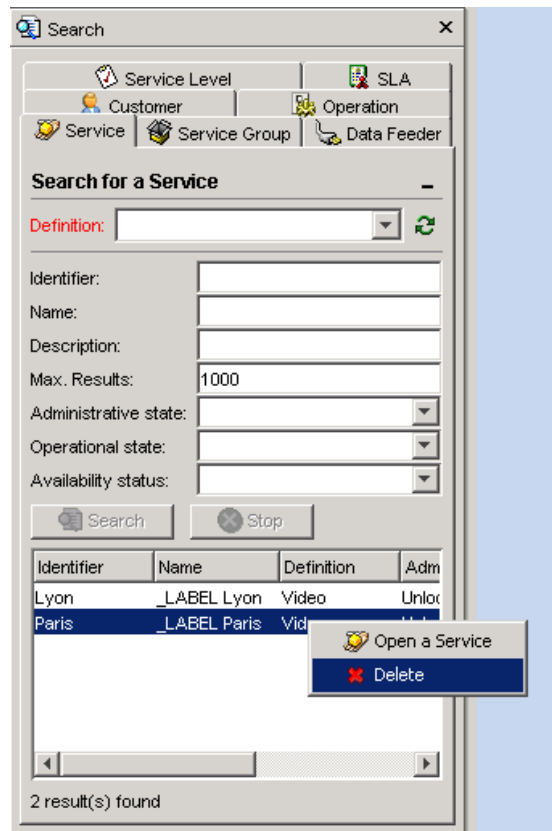 Search
Service Level SLA
Customer Operation
Service Service Group Data Feeder
Search for a Service
Definition:
Identifier:
Name:
Description:
Max. Results: 1000
Administrative state:
Operational state:
Availability status:
Search Stop
Identifier Name Definition Adm
Lyon _LABEL Lyon Video Unloc
Paris _LABEL Paris
Open a Service
Delete
2 result(s) found